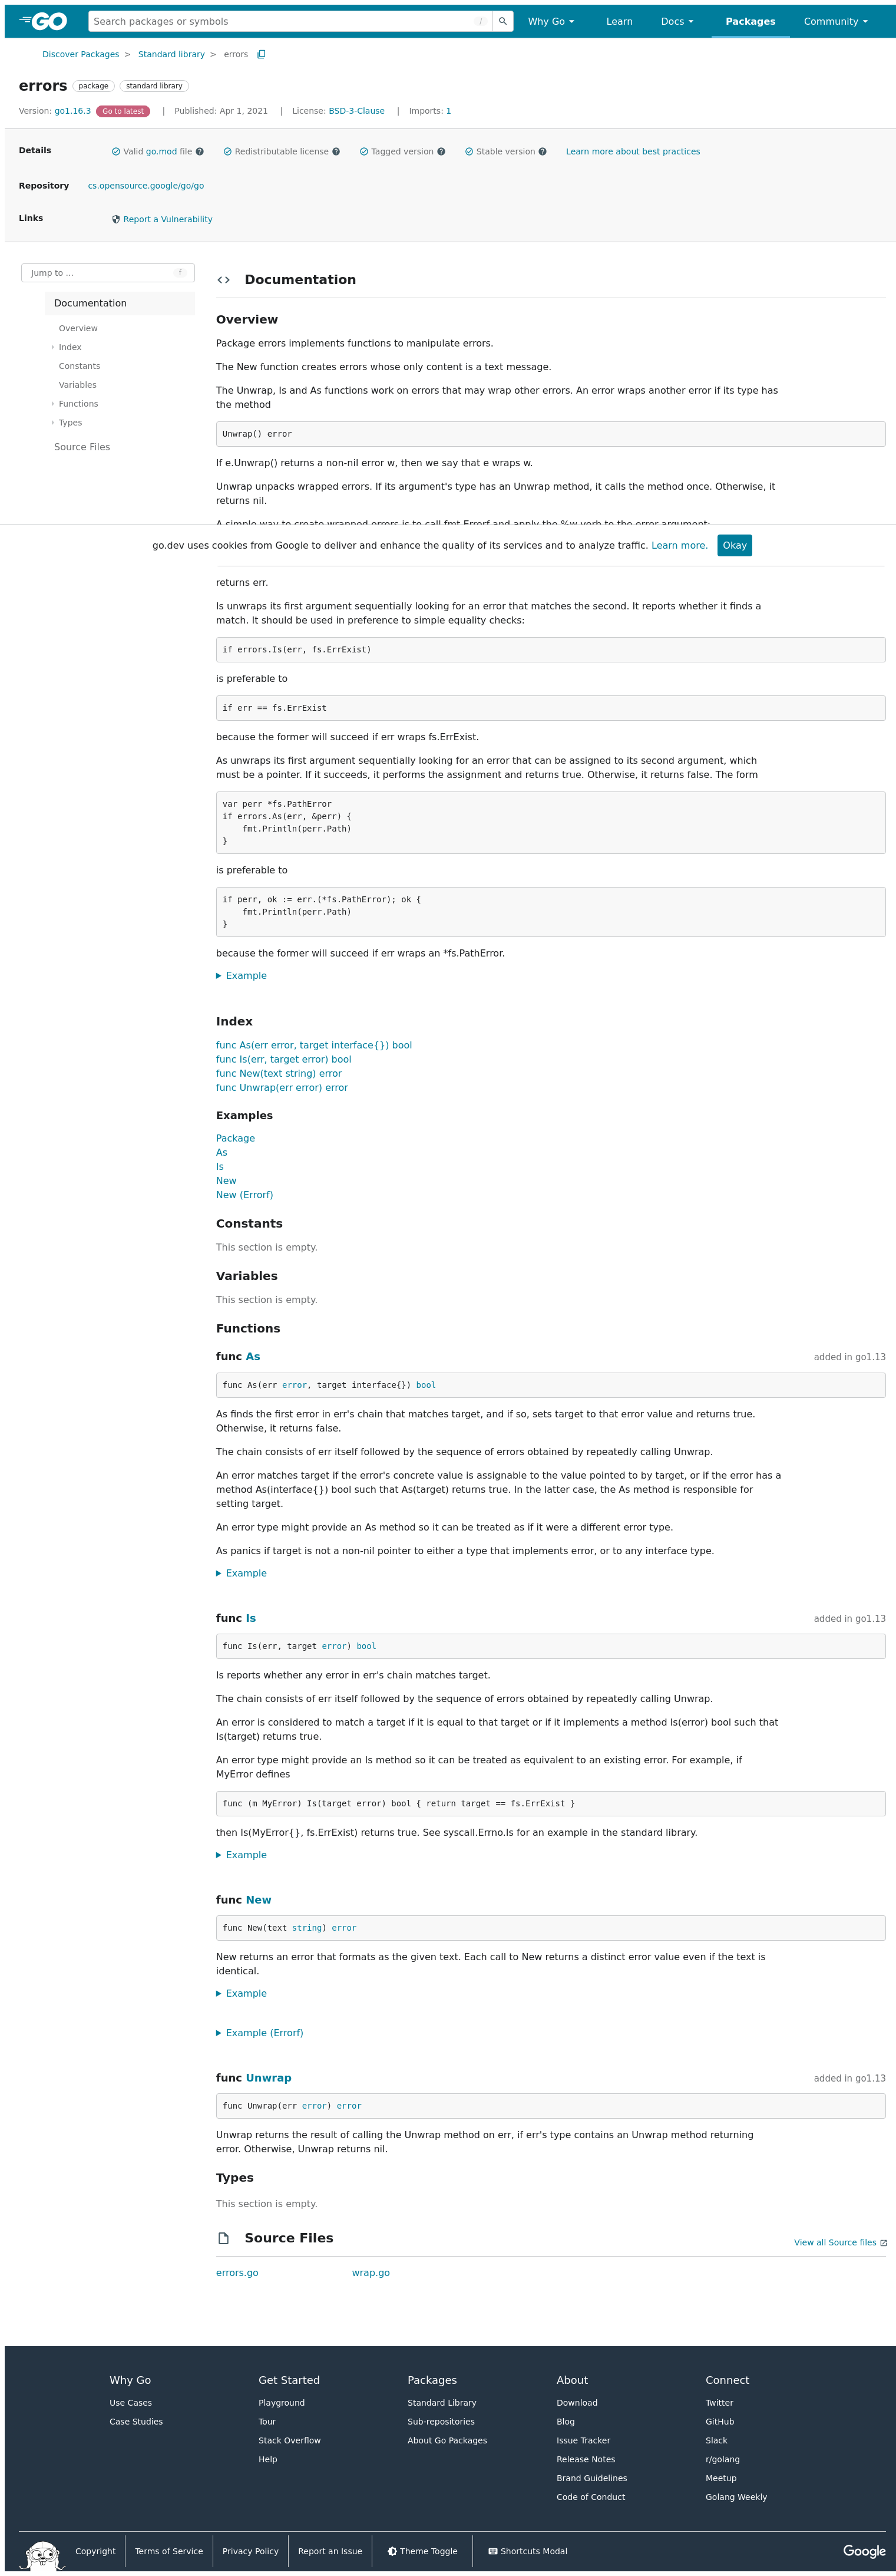 GO
Search packages or symbols /
Why Go
Learn
Docs
Packages
Community
Discover Packages > Standard library > errors
errors package standard library
Version: go1.16.3 Go to latest | Published: Apr 1, 2021 | License: BSD-3-Clause | Imports: 1
Details
Valid go.mod file
Redistributable license
Tagged version
Stable version
Learn more about best practices
Repository
cs.opensource.google/go/go
Links
Report a Vulnerability
Jump to ... f
Documentation
Overview
Index
Constants
Variables
Functions
Types
Source Files
Documentation
Overview
Package errors implements functions to manipulate errors.
The New function creates errors whose only content is a text message.
The Unwrap, Is and As functions work on errors that may wrap other errors. An error wraps another error if its type has
the method
Unwrap() error
If e.Unwrap() returns a non-nil error w, then we say that e wraps w.
Unwrap unpacks wrapped errors. If its argument's type has an Unwrap method, it calls the method once. Otherwise, it
returns nil.
A simple way to create wrapped errors is to call fmt.Errorf and apply the %w verb to the error argument:
go.dev uses cookies from Google to deliver and enhance the quality of its services and to analyze traffic. Learn more. Okay
returns err.
Is unwraps its first argument sequentially looking for an error that matches the second. It reports whether it finds a
match. It should be used in preference to simple equality checks:
if errors.Is(err, fs.ErrExist)
is preferable to
if err == fs.ErrExist
because the former will succeed if err wraps fs.ErrExist.
As unwraps its first argument sequentially looking for an error that can be assigned to its second argument, which
must be a pointer. If it succeeds, it performs the assignment and returns true. Otherwise, it returns false. The form
var perr *fs.PathError
if errors.As(err, &perr) {
    fmt.Println(perr.Path)
}
is preferable to
if perr, ok := err.(*fs.PathError); ok {
    fmt.Println(perr.Path)
}
because the former will succeed if err wraps an *fs.PathError.
Example
Index
func As(err error, target interface{}) bool
func Is(err, target error) bool
func New(text string) error
func Unwrap(err error) error
Examples
Package
As
Is
New
New (Errorf)
Constants
This section is empty.
Variables
This section is empty.
Functions
func As added in go1.13
func As(err error, target interface{}) bool
As finds the first error in err's chain that matches target, and if so, sets target to that error value and returns true.
Otherwise, it returns false.
The chain consists of err itself followed by the sequence of errors obtained by repeatedly calling Unwrap.
An error matches target if the error's concrete value is assignable to the value pointed to by target, or if the error has a
method As(interface{}) bool such that As(target) returns true. In the latter case, the As method is responsible for
setting target.
An error type might provide an As method so it can be treated as if it were a different error type.
As panics if target is not a non-nil pointer to either a type that implements error, or to any interface type.
Example
func Is added in go1.13
func Is(err, target error) bool
Is reports whether any error in err's chain matches target.
The chain consists of err itself followed by the sequence of errors obtained by repeatedly calling Unwrap.
An error is considered to match a target if it is equal to that target or if it implements a method Is(error) bool such that
Is(target) returns true.
An error type might provide an Is method so it can be treated as equivalent to an existing error. For example, if
MyError defines
func (m MyError) Is(target error) bool { return target == fs.ErrExist }
then Is(MyError{}, fs.ErrExist) returns true. See syscall.Errno.Is for an example in the standard library.
Example
func New
func New(text string) error
New returns an error that formats as the given text. Each call to New returns a distinct error value even if the text is
identical.
Example
Example (Errorf)
func Unwrap added in go1.13
func Unwrap(err error) error
Unwrap returns the result of calling the Unwrap method on err, if err's type contains an Unwrap method returning
error. Otherwise, Unwrap returns nil.
Types
This section is empty.
Source Files
View all Source files
errors.go wrap.go
Why Go
Use Cases
Case Studies
Get Started
Playground
Tour
Stack Overflow
Help
Packages
Standard Library
Sub-repositories
About Go Packages
About
Download
Blog
Issue Tracker
Release Notes
Brand Guidelines
Code of Conduct
Connect
Twitter
GitHub
Slack
r/golang
Meetup
Golang Weekly
Copyright
Terms of Service
Privacy Policy
Report an Issue
Theme Toggle
Shortcuts Modal
Google